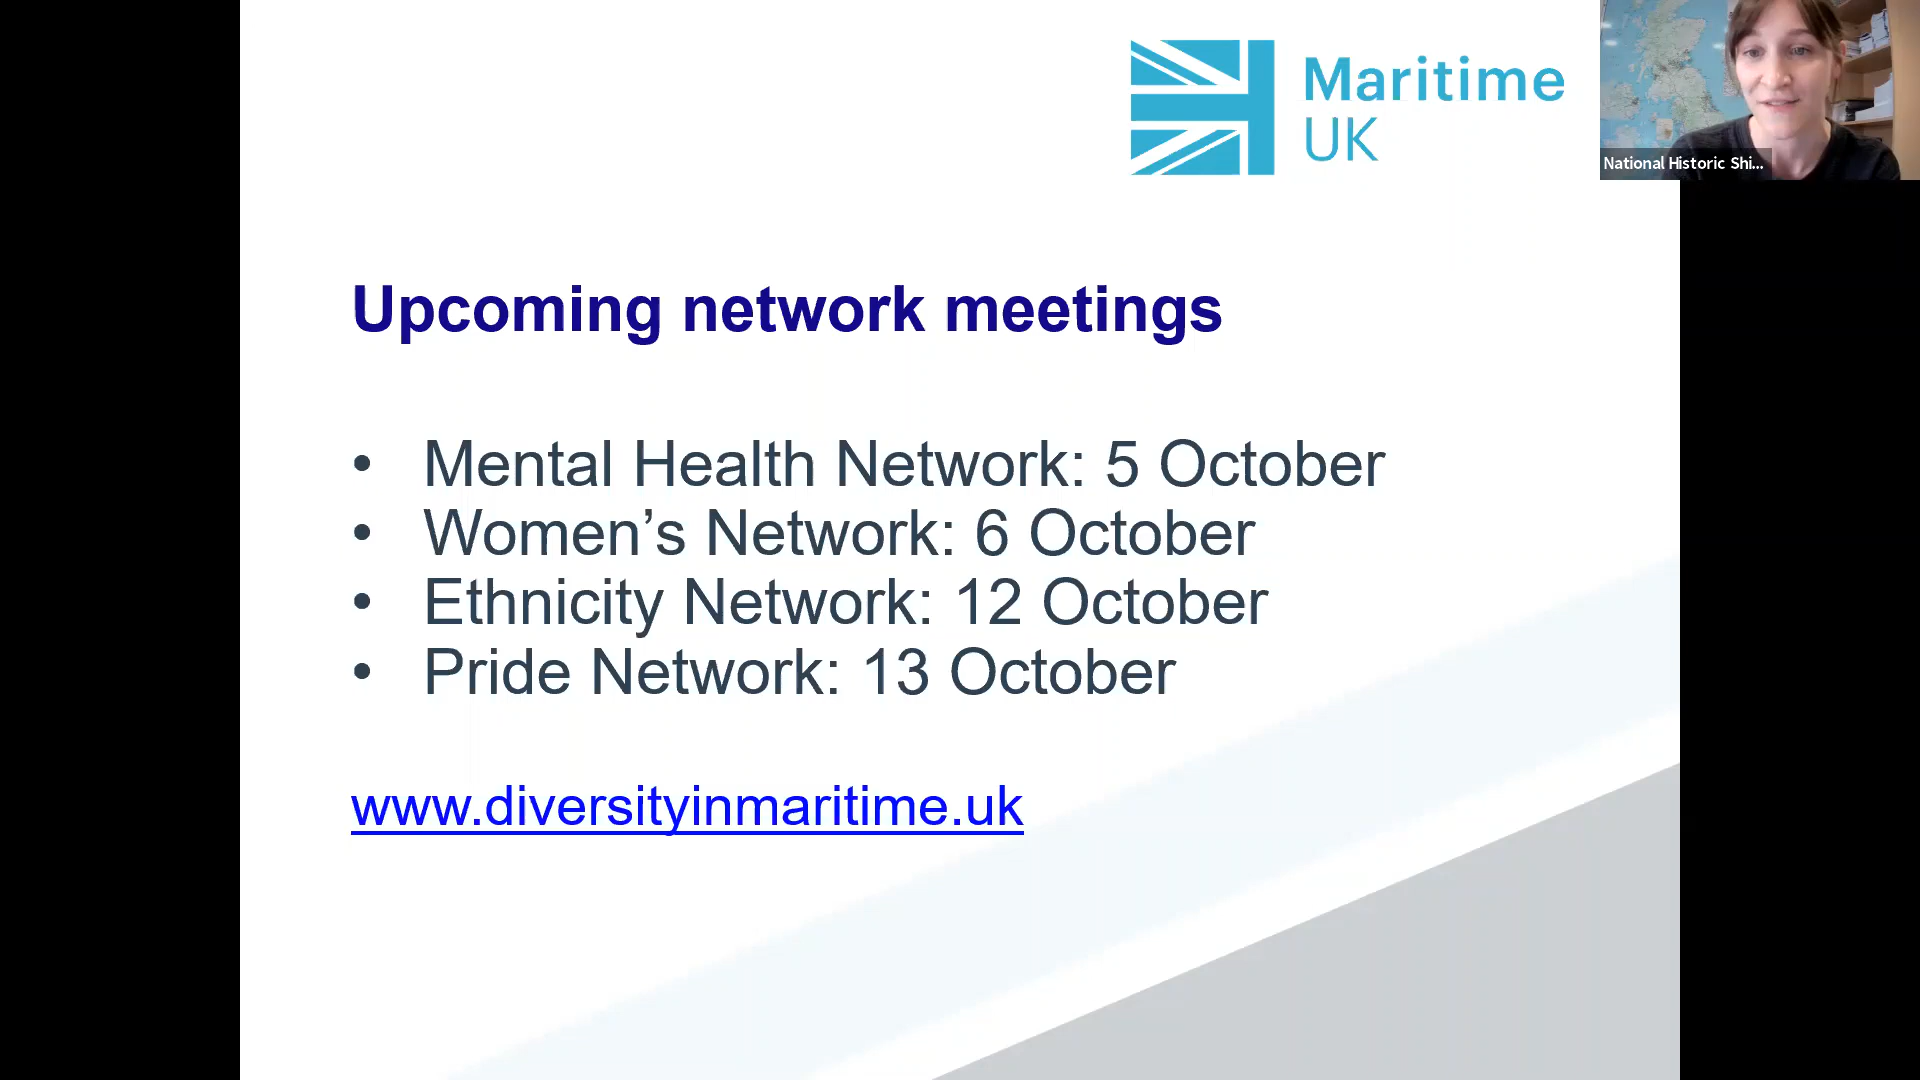 Maritime
UK
National Historic Shi...
Upcoming network meetings
• Mental Health Network: 5 October
• Women’s Network: 6 October
• Ethnicity Network: 12 October
• Pride Network: 13 October
www.diversityinmaritime.uk